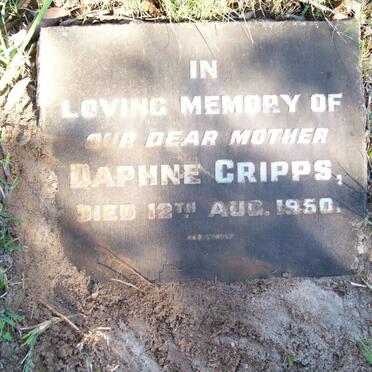 IN
LOVING MEMORY OF
OUR DEAR MOTHER
DAPHNE CRIPPS,
DIED 12TH AUG. 1950.